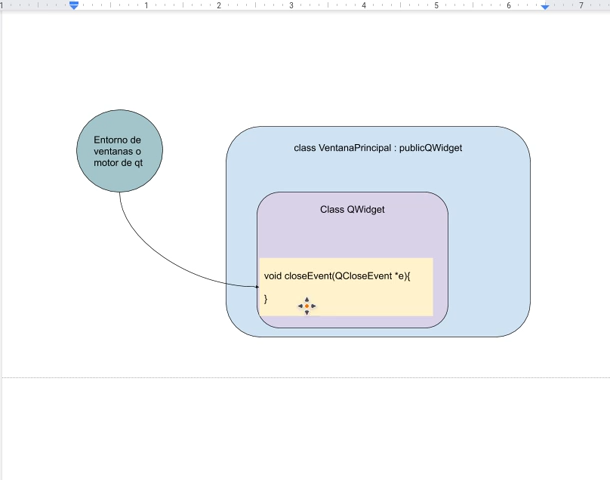 1 1 2 3 4 5 6 7
Entorno de
ventanas o
motor de qt
class VentanaPrincipal : publicQWidget
Class QWidget
void closeEvent(QCloseEvent *e){
}